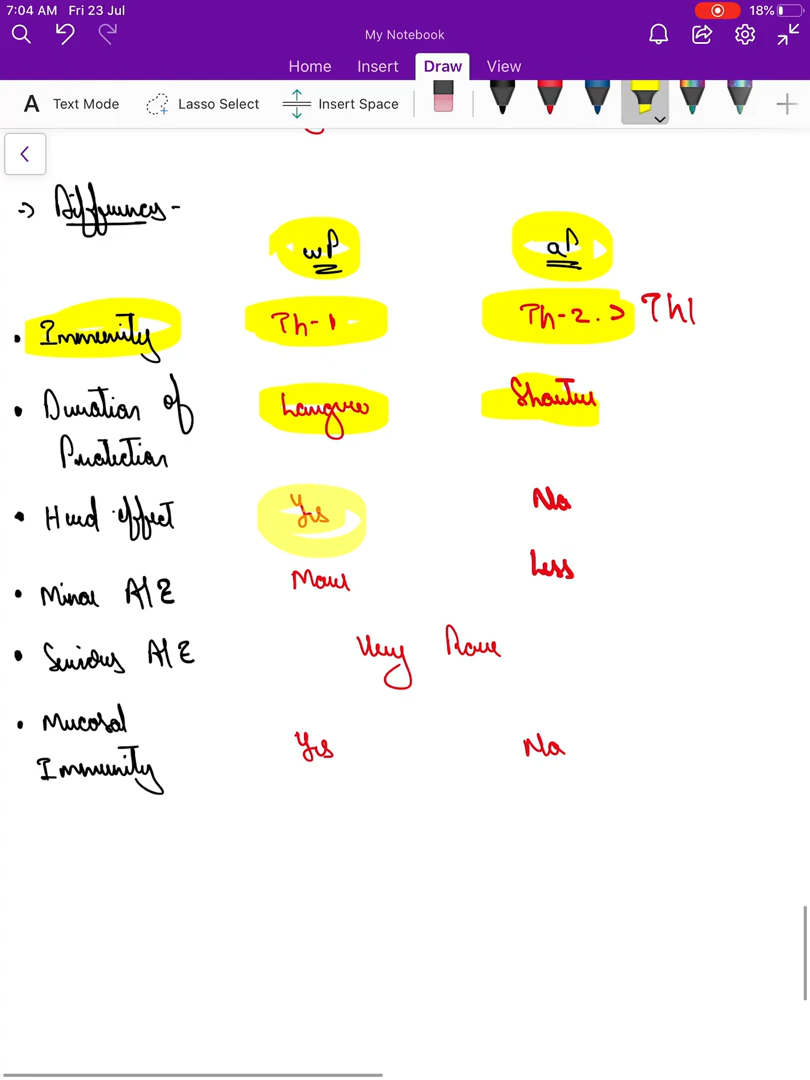 7:04 AM Fri 23 Jul 18%
My Notebook
Home Insert Draw View
A Text Mode Lasso Select Insert Space
=> Differences -
wP aP
• Immunity Th-1 Th-2 > Th1
• Duration of Protection Longer Shorter
• Herd effect Yes No
• Minor A/E More Less
• Serious A/E Very Rare
• Mucosal
Immunity Yes No